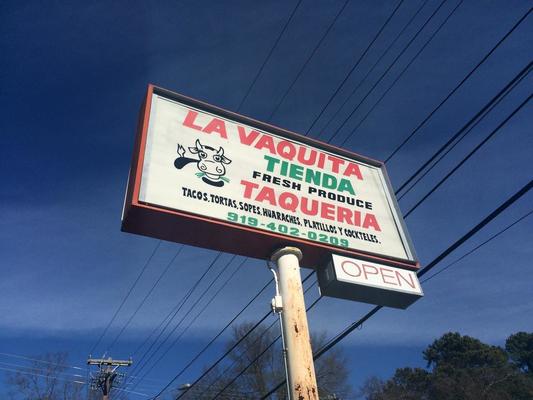 LA VAQUITA
TIENDA
FRESH PRODUCE
TAQUERIA
TACOS, TORTAS, SOPES, HUARACHES, PLATILLOS Y COCKTELES.
919-402-0209
OPEN